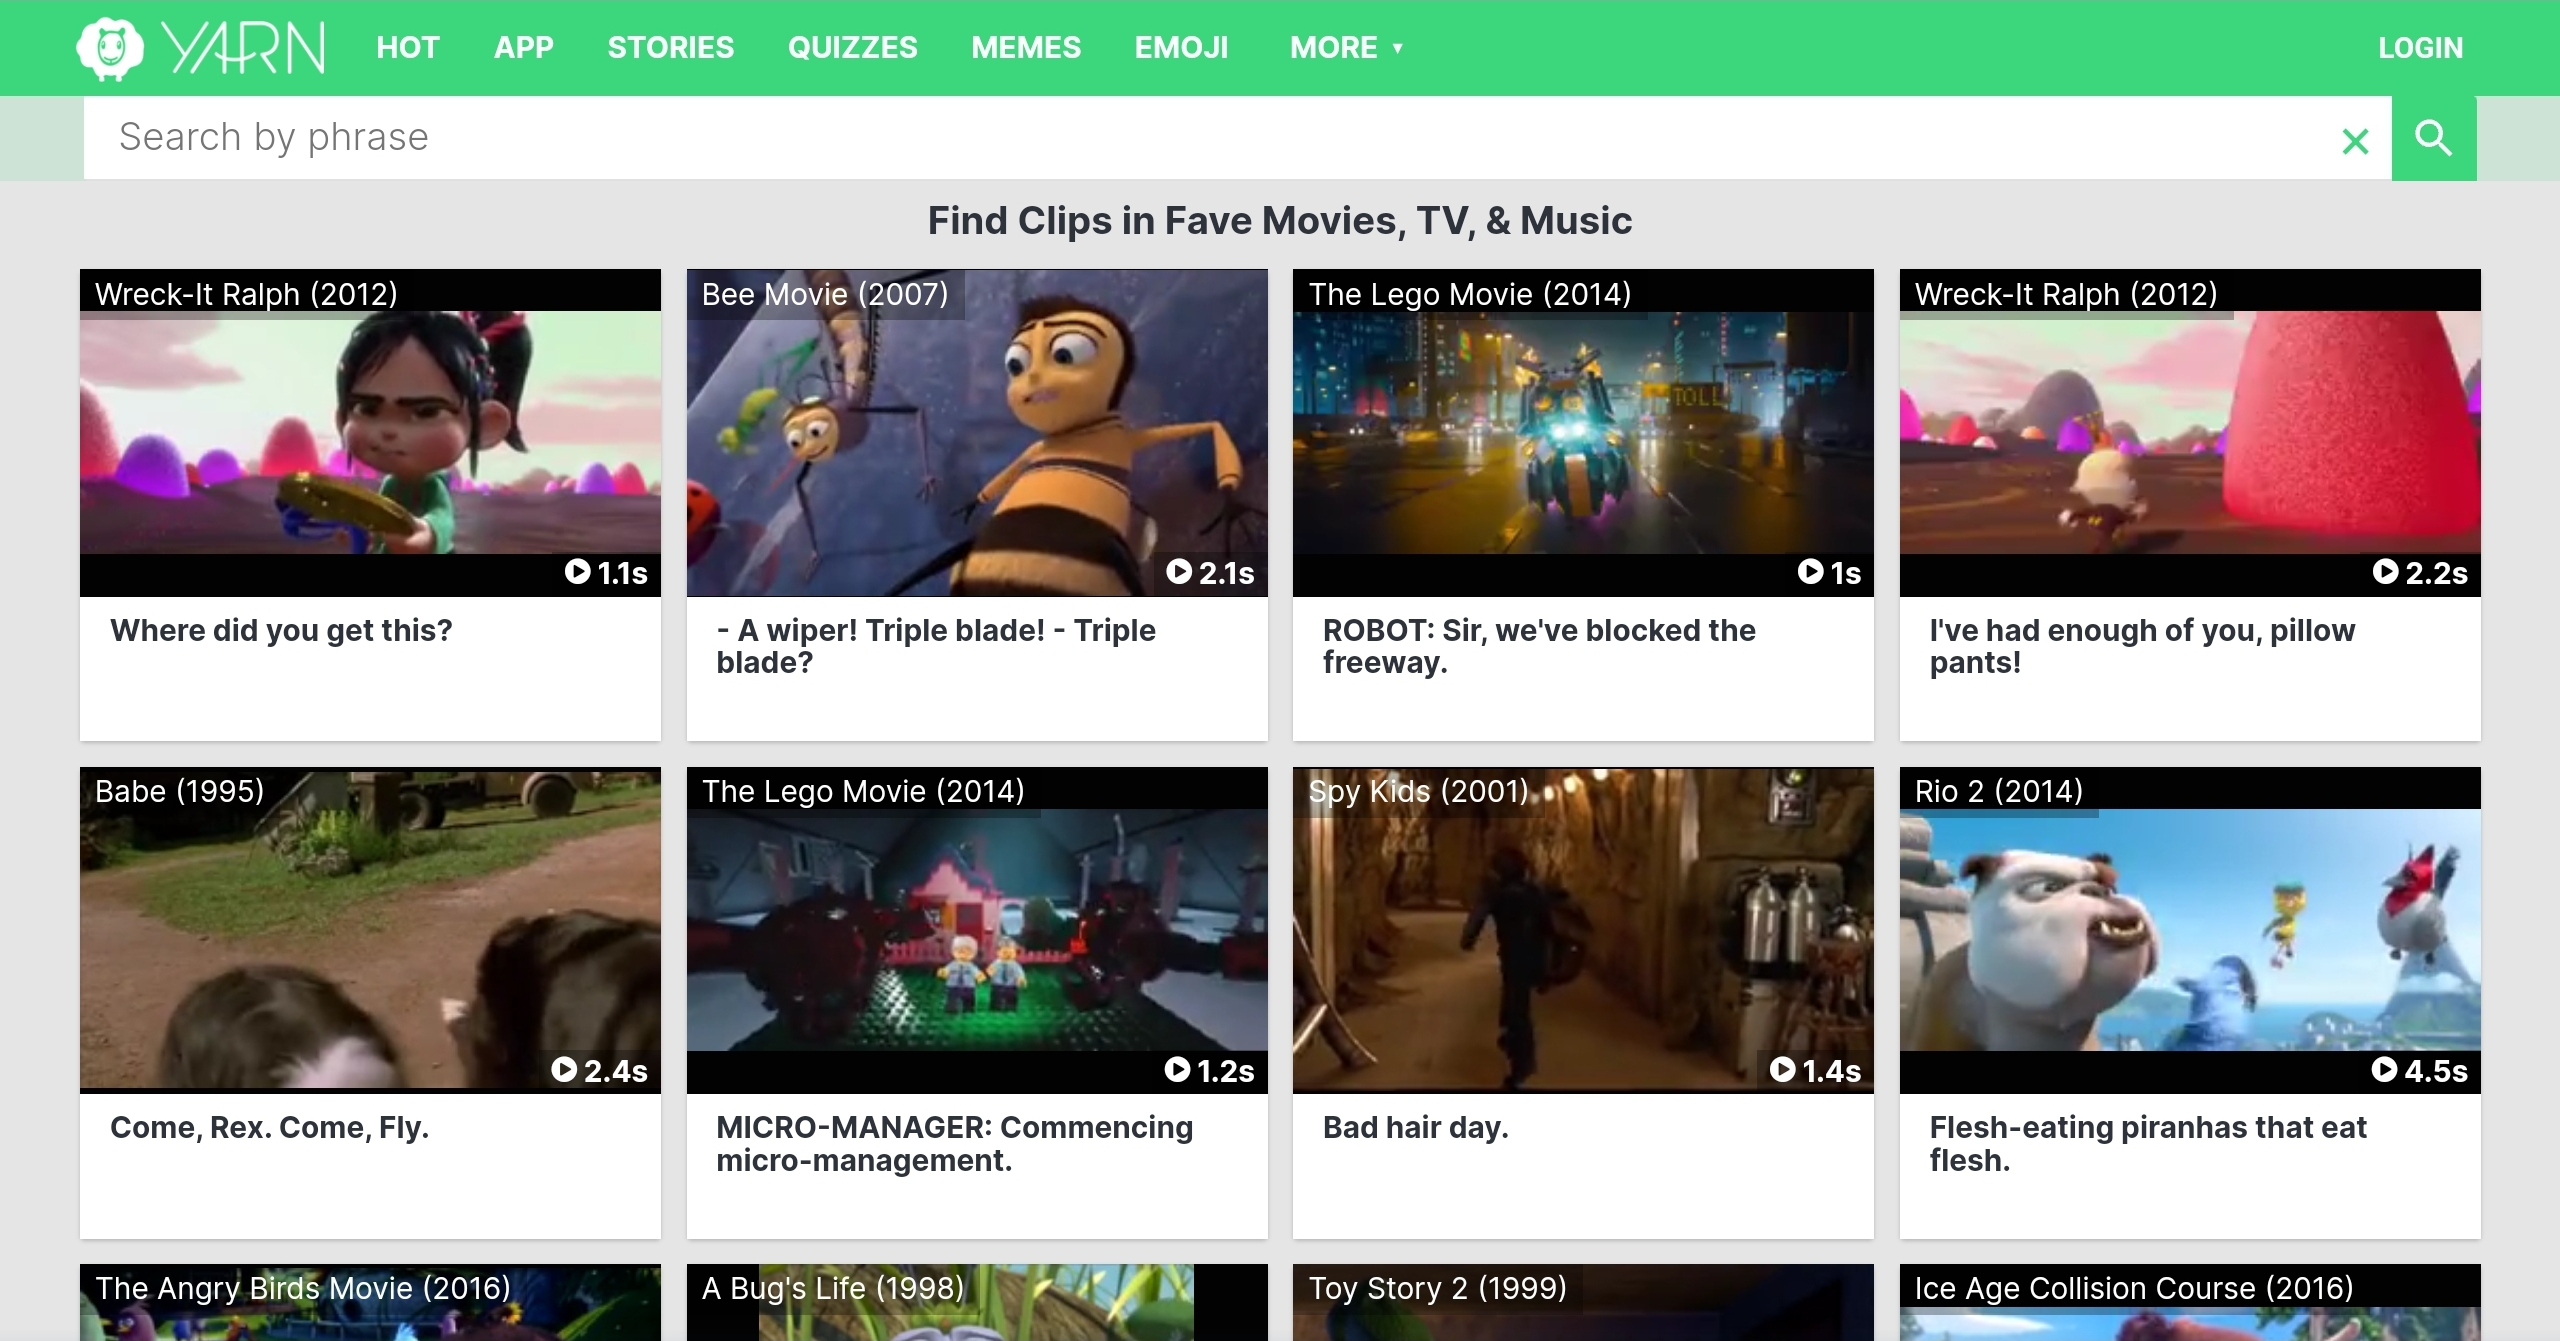 YARN
HOT APP STORIES QUIZZES MEMES EMOJI MORE ▼ LOGIN
Search by phrase
Find Clips in Fave Movies, TV, & Music
Wreck-It Ralph (2012)
1.1s
Where did you get this?
Bee Movie (2007)
2.1s
- A wiper! Triple blade! - Triple
blade?
The Lego Movie (2014)
TOLL
1s
ROBOT: Sir, we've blocked the
freeway.
Wreck-It Ralph (2012)
2.2s
I've had enough of you, pillow
pants!
Babe (1995)
2.4s
Come, Rex. Come, Fly.
The Lego Movie (2014)
1.2s
MICRO-MANAGER: Commencing
micro-management.
Spy Kids (2001)
1.4s
Bad hair day.
Rio 2 (2014)
4.5s
Flesh-eating piranhas that eat
flesh.
The Angry Birds Movie (2016)
A Bug's Life (1998)
Toy Story 2 (1999)
Ice Age Collision Course (2016)